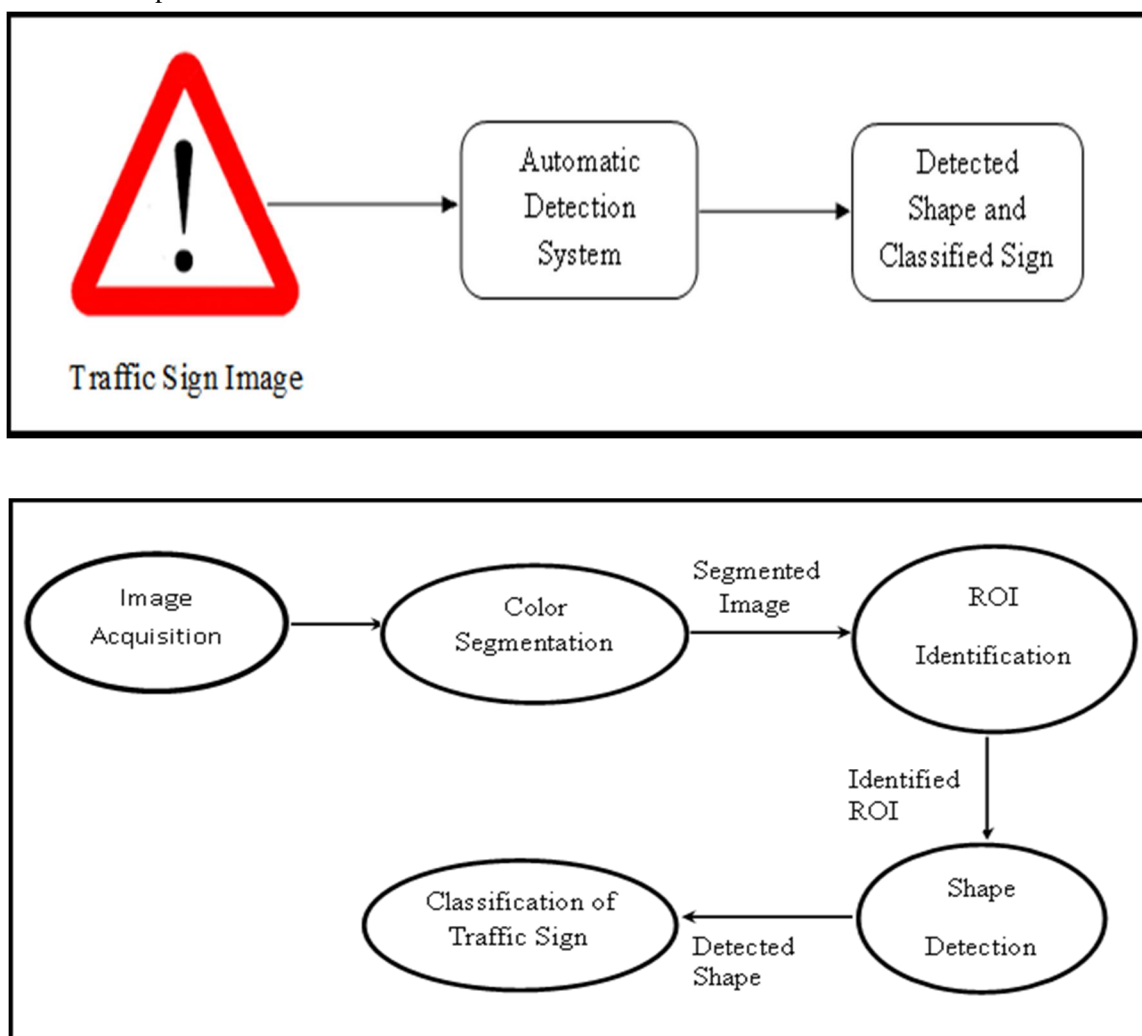 Automatic
Detection
System
Detected
Shape and
Classified Sign
Traffic Sign Image
Image
Acquisition
Color
Segmentation
Segmented
Image
ROI
Identification
Identified
ROI
Shape
Detection
Detected
Shape
Classification of
Traffic Sign